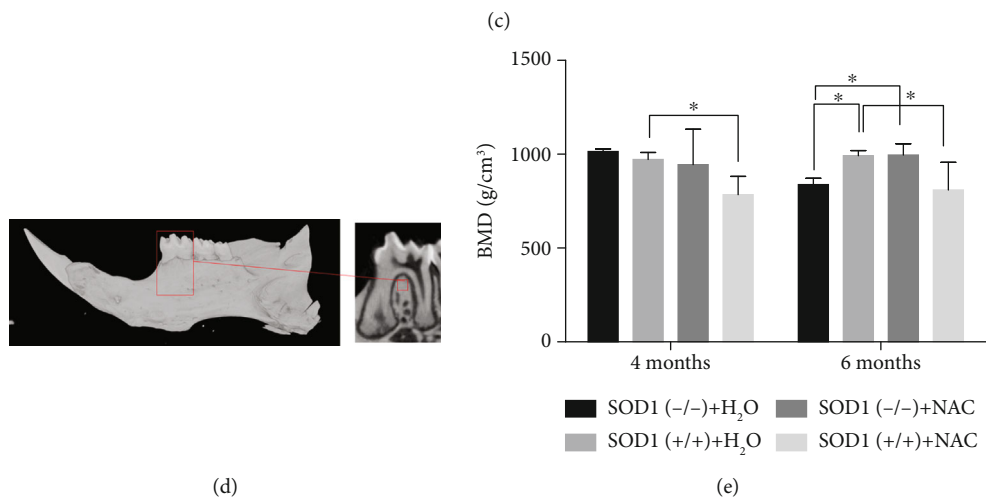 (c)
1500
1000
500
0
BMD (g/cm³)
*
*
*
*
4 months
6 months
SOD1 (–/–)+H₂O
SOD1 (–/–)+NAC
SOD1 (+/+)+H₂O
SOD1 (+/+)+NAC
(d)
(e)